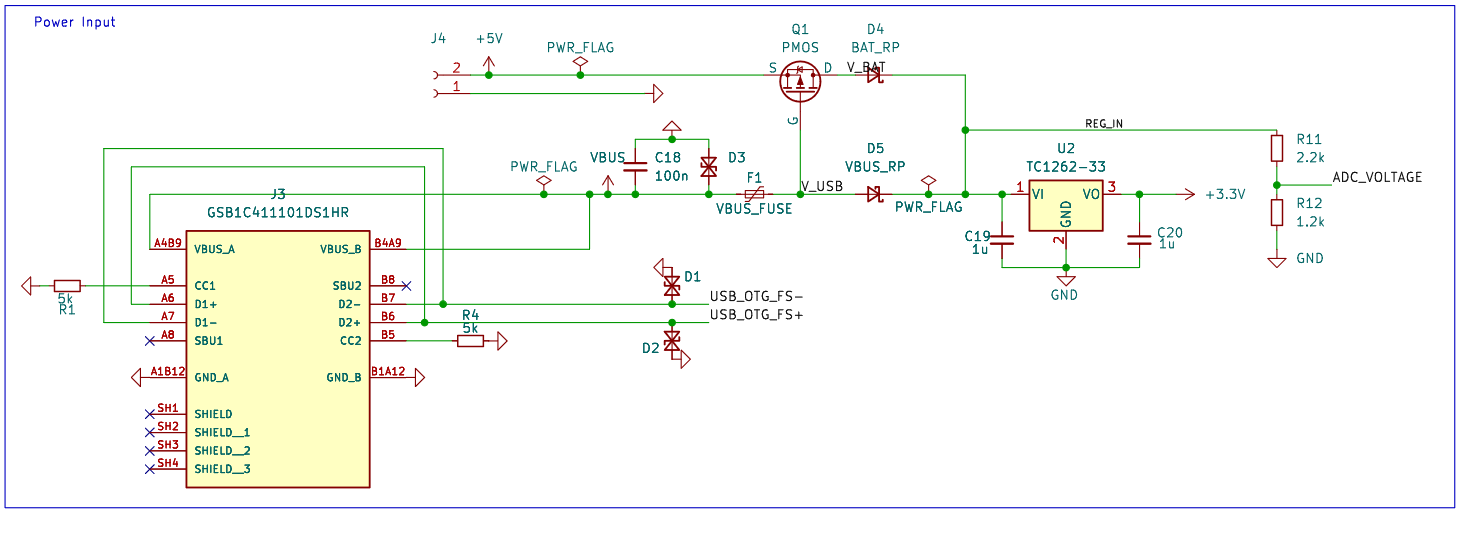 Power Input
J4
+5V
PWR_FLAG
Q1
PMOS
D4
BAT_RP
2
1
S
D
G
V_BAT
REG_IN
R11
2.2k
ADC_VOLTAGE
R12
1.2k
GND
VBUS
C18
100n
D3
PWR_FLAG
F1
VBUS_FUSE
V_USB
D5
VBUS_RP
PWR_FLAG
U2
TC1262-33
1
VI
VO
3
GND
2
+3.3V
C19
1u
C20
1u
GND
J3
GSB1C411101DS1HR
A4B9
VBUS_A
VBUS_B
B4A9
A5
CC1
SBU2
B8
A6
D1+
D2-
B7
A7
D1-
D2+
B6
A8
SBU1
CC2
B5
A1B12
GND_A
GND_B
B1A12
SH1
SHIELD
SH2
SHIELD__1
SH3
SHIELD__2
SH4
SHIELD__3
5k
R1
R4
5k
D1
USB_OTG_FS-
USB_OTG_FS+
D2